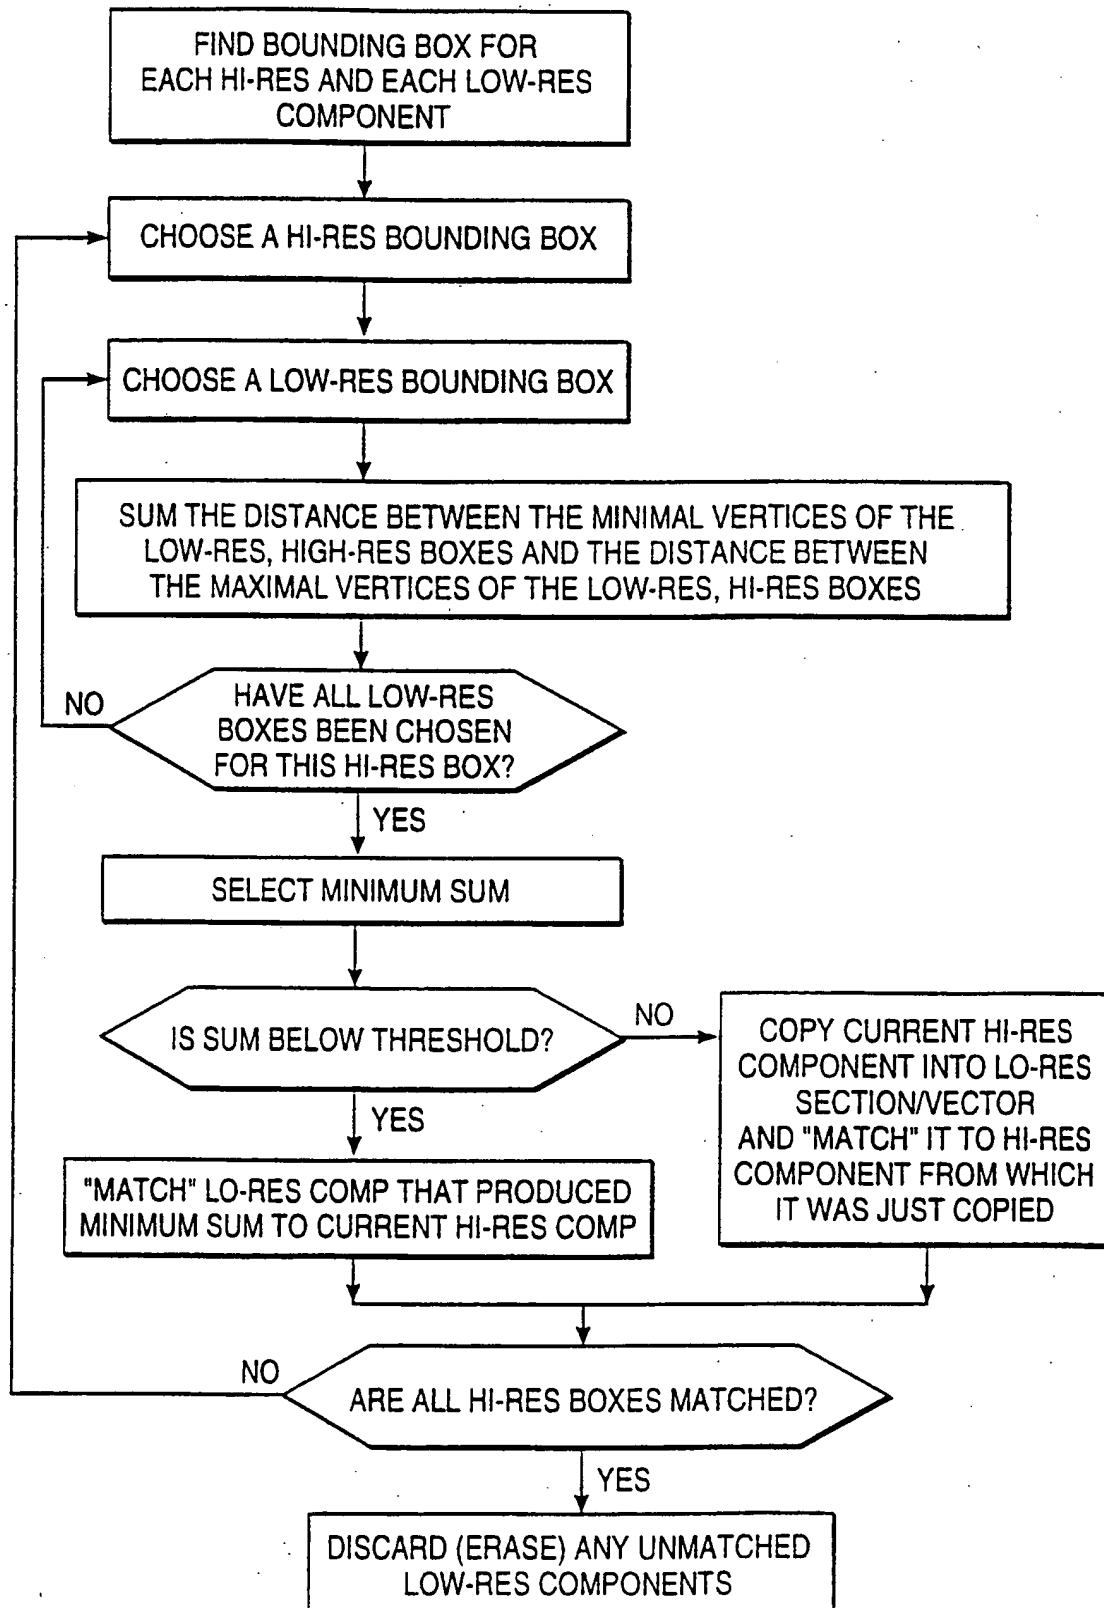 FIND BOUNDING BOX FOR
EACH HI-RES AND EACH LOW-RES
COMPONENT
CHOOSE A HI-RES BOUNDING BOX
CHOOSE A LOW-RES BOUNDING BOX
SUM THE DISTANCE BETWEEN THE MINIMAL VERTICES OF THE
LOW-RES, HIGH-RES BOXES AND THE DISTANCE BETWEEN
THE MAXIMAL VERTICES OF THE LOW-RES, HI-RES BOXES
NO
HAVE ALL LOW-RES
BOXES BEEN CHOSEN
FOR THIS HI-RES BOX?
YES
SELECT MINIMUM SUM
IS SUM BELOW THRESHOLD?
NO
YES
COPY CURRENT HI-RES
COMPONENT INTO LO-RES
SECTION/VECTOR
AND "MATCH" IT TO HI-RES
COMPONENT FROM WHICH
IT WAS JUST COPIED
"MATCH" LO-RES COMP THAT PRODUCED
MINIMUM SUM TO CURRENT HI-RES COMP
NO
ARE ALL HI-RES BOXES MATCHED?
YES
DISCARD (ERASE) ANY UNMATCHED
LOW-RES COMPONENTS